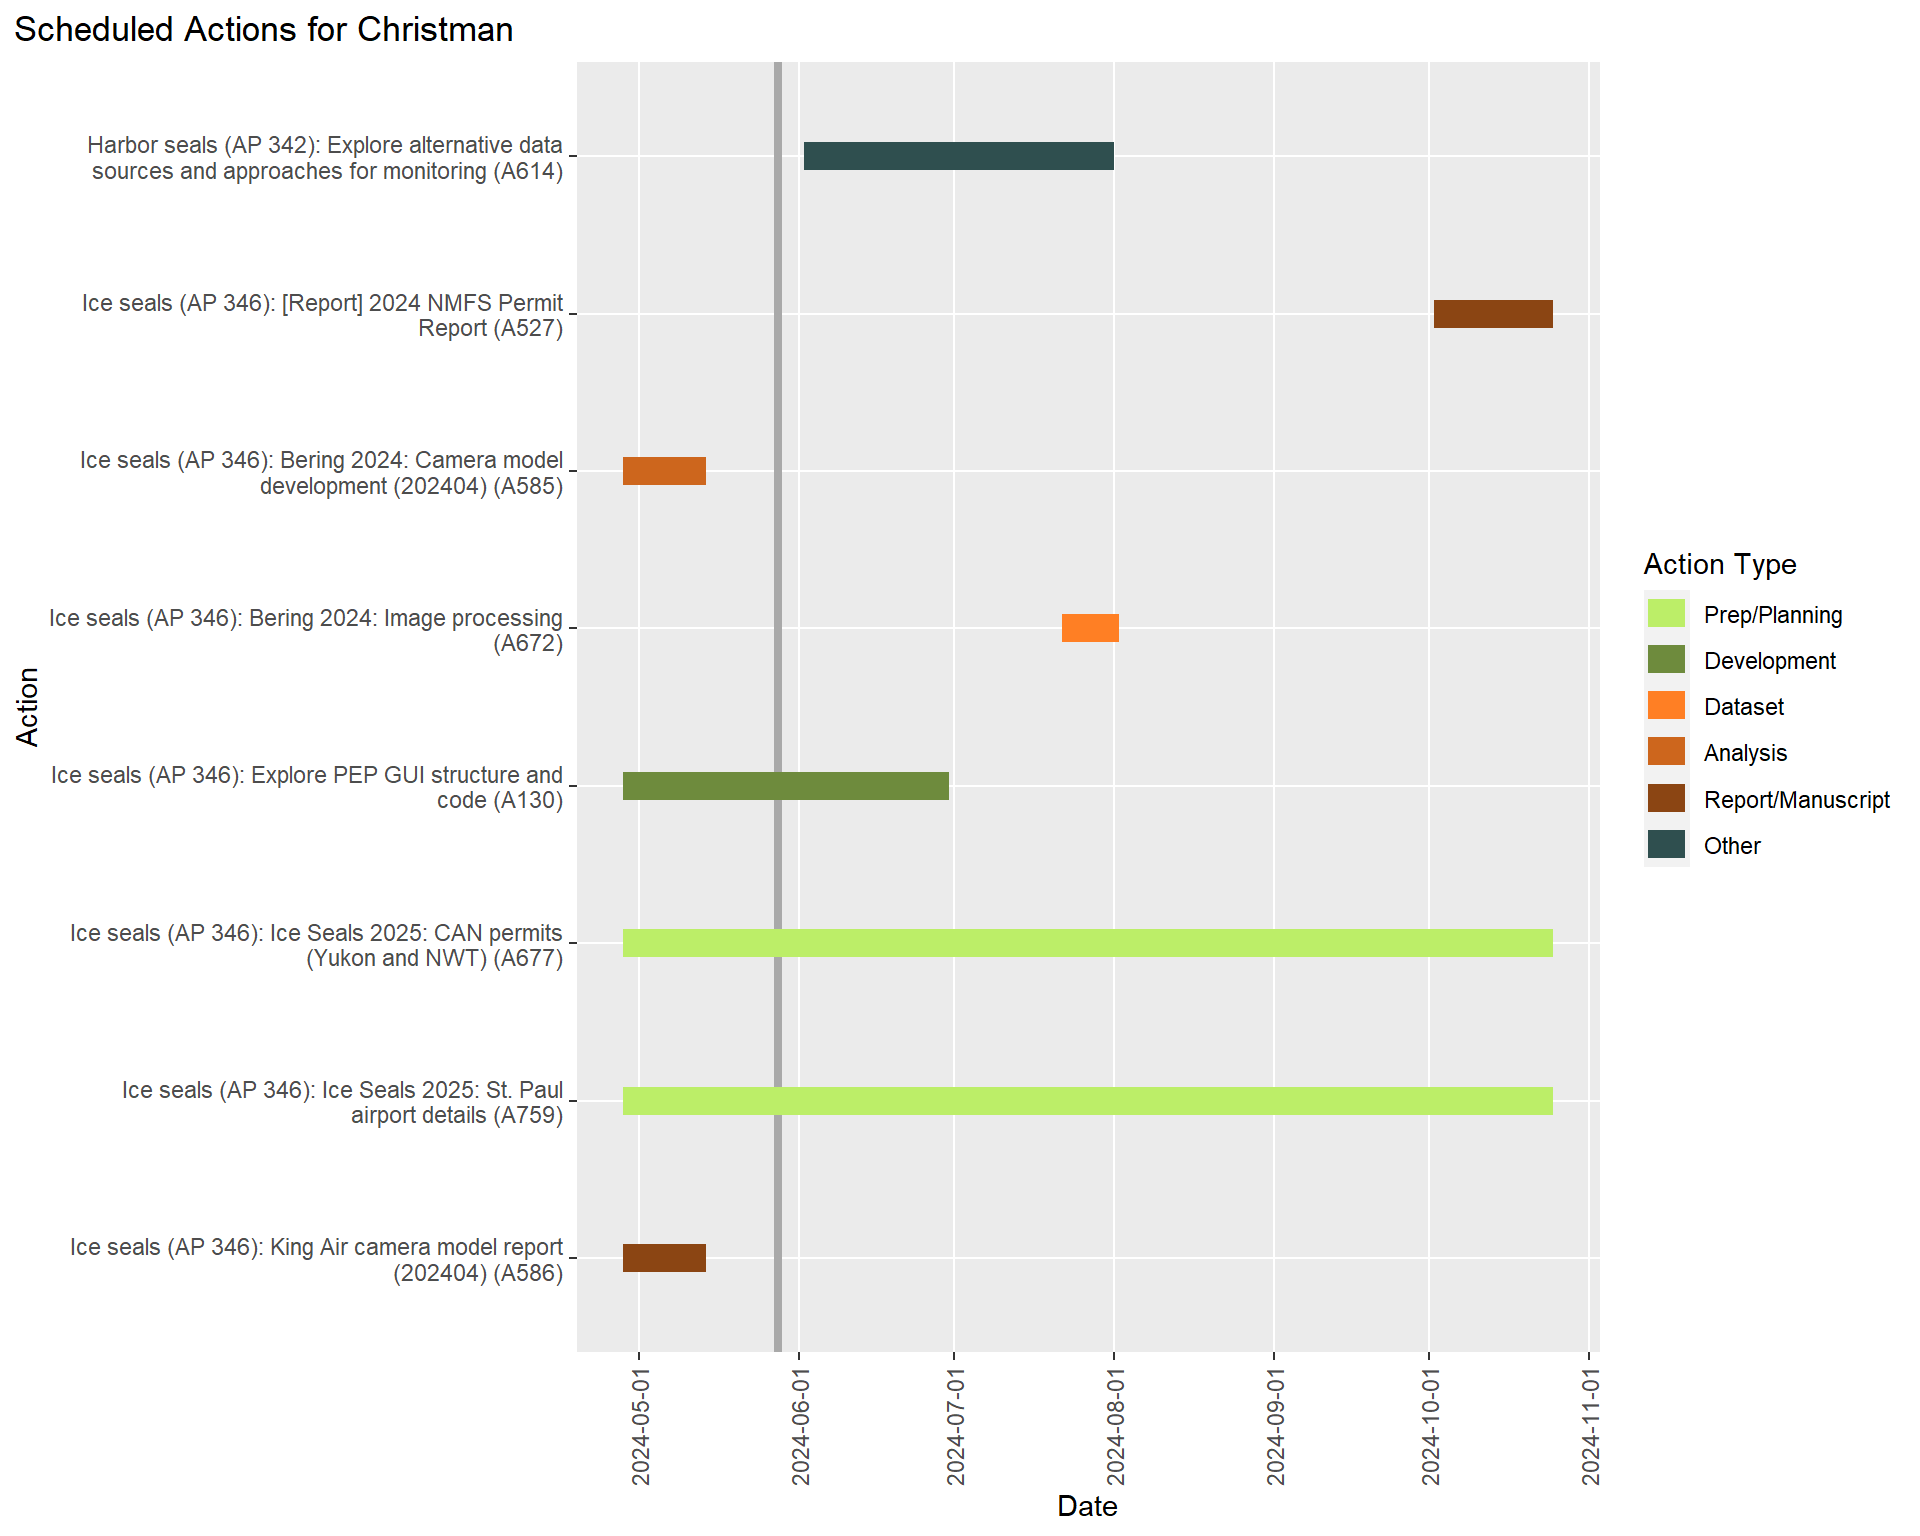 Scheduled Actions for Christman
Harbor seals (AP 342): Explore alternative data
sources and approaches for monitoring (A614)
Ice seals (AP 346): [Report] 2024 NMFS Permit
Report (A527)
Ice seals (AP 346): Bering 2024: Camera model
development (202404) (A585)
Ice seals (AP 346): Bering 2024: Image processing
(A672)
Ice seals (AP 346): Explore PEP GUI structure and
code (A130)
Ice seals (AP 346): Ice Seals 2025: CAN permits
(Yukon and NWT) (A677)
Ice seals (AP 346): Ice Seals 2025: St. Paul
airport details (A759)
Ice seals (AP 346): King Air camera model report
(202404) (A586)
Action
2024-05-01
2024-06-01
2024-07-01
2024-08-01
2024-09-01
2024-10-01
2024-11-01
Date
Action Type
Prep/Planning
Development
Dataset
Analysis
Report/Manuscript
Other